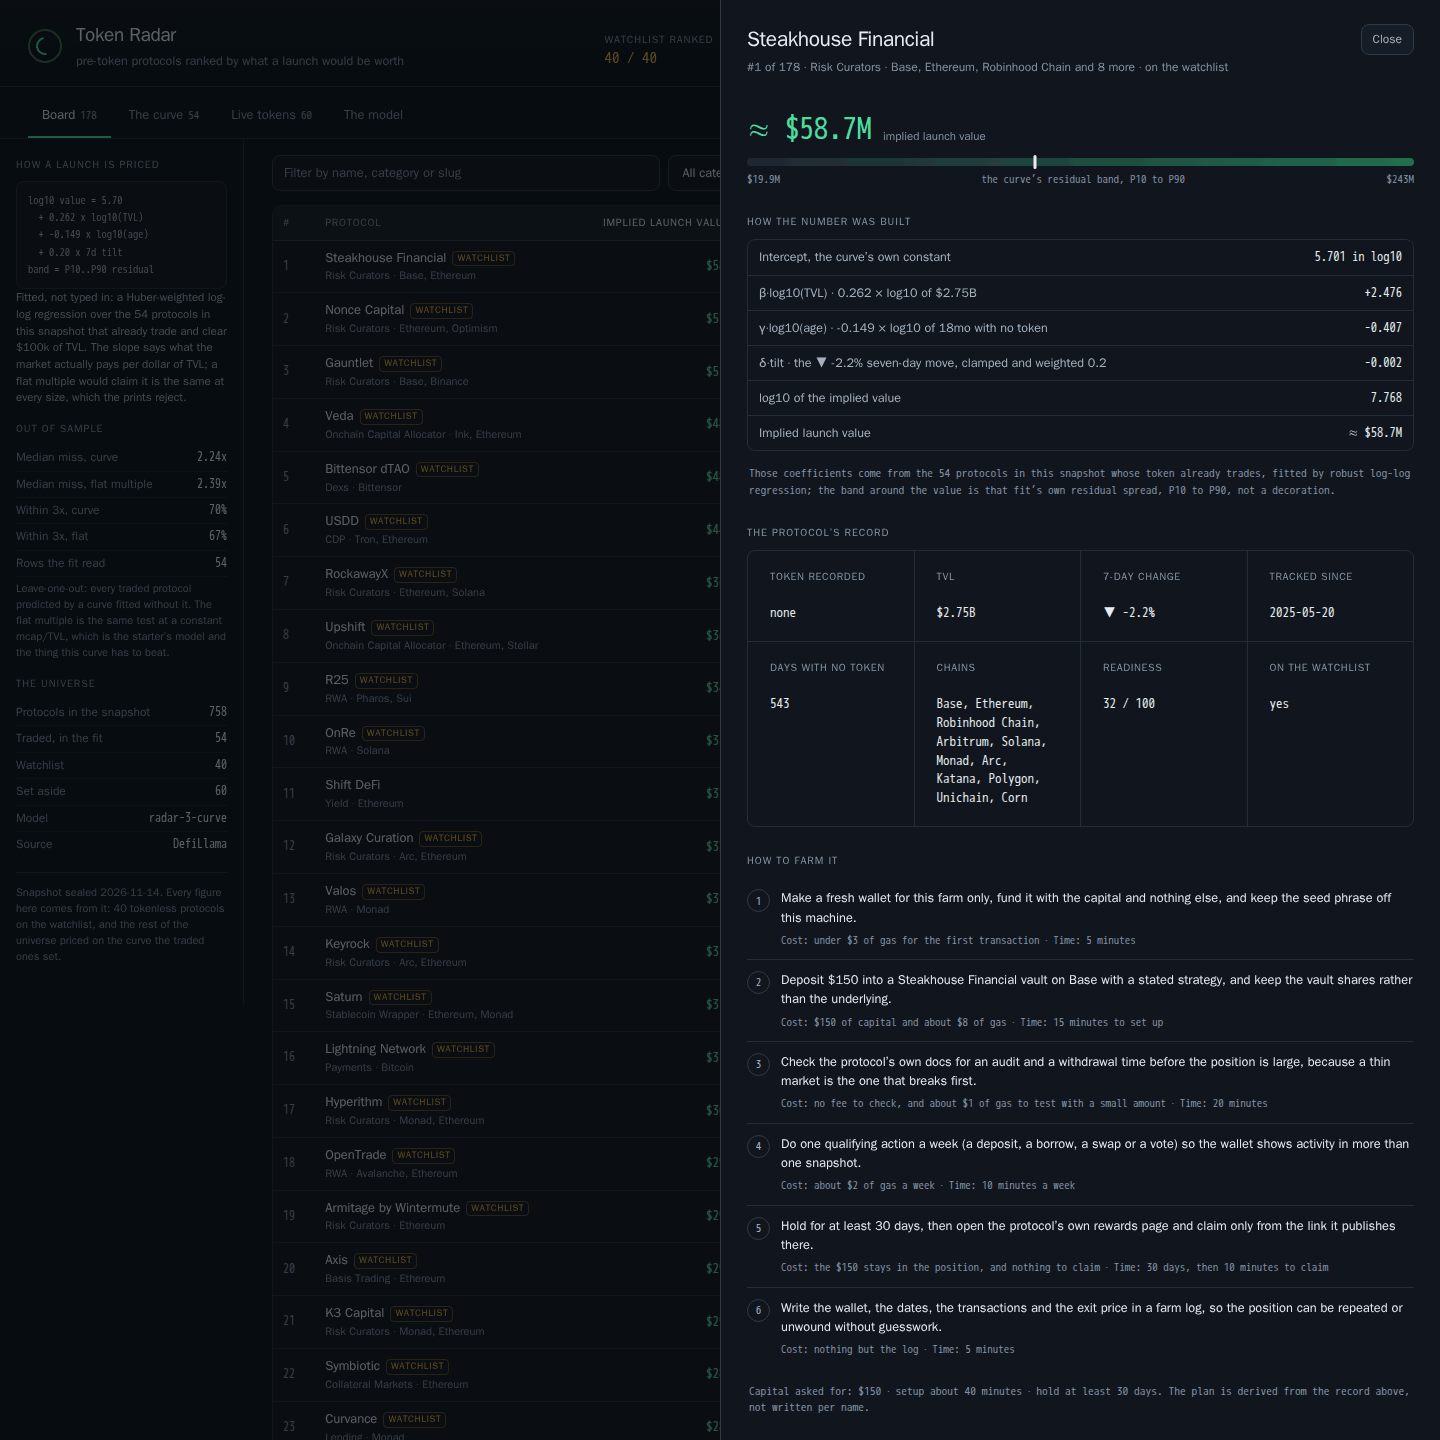 Token Radar
pre-token protocols ranked by what a launch would be worth
WATCHLIST RANKED
40 / 40
Board 178
The curve 54
Live tokens 60
The model
HOW A LAUNCH IS PRICED
log10 value = 5.70
+ 0.262 x log10(TVL)
+ -0.149 x log10(age)
+ 0.20 x 7d tilt
band = P10..P90 residual
Fitted, not typed in: a Huber-weighted log-
log regression over the 54 protocols in
this snapshot that already trade and clear
$100k of TVL. The slope says what the
market actually pays per dollar of TVL; a
flat multiple would claim it is the same at
every size, which the prints reject.
OUT OF SAMPLE
Median miss, curve 2.24x
Median miss, flat multiple 2.39x
Within 3x, curve 70%
Within 3x, flat 67%
Rows the fit read 54
Leave-one-out: every traded protocol
predicted by a curve fitted without it. The
flat multiple is the same test at a constant
mcap/TVL, which is the starter's model and
the thing this curve has to beat.
THE UNIVERSE
Protocols in the snapshot 758
Traded, in the fit 54
Watchlist 40
Set aside 60
Model radar-3-curve
Source DefiLlama
Snapshot sealed 2026-11-14. Every figure
here comes from it: 40 tokenless protocols
on the watchlist, and the rest of the
universe priced on the curve the traded
ones set.
Filter by name, category or slug
All cate
# PROTOCOL IMPLIED LAUNCH VALU
1 Steakhouse Financial WATCHLIST $5
Risk Curators · Base, Ethereum
2 Nonce Capital WATCHLIST $5
Risk Curators · Ethereum, Optimism
3 Gauntlet WATCHLIST $5
Risk Curators · Base, Binance
4 Veda WATCHLIST $4
Onchain Capital Allocator · Ink, Ethereum
5 Bittensor dTAO WATCHLIST $4
Dexs · Bittensor
6 USDD WATCHLIST $4
CDP · Tron, Ethereum
7 RockawayX WATCHLIST $3
Risk Curators · Ethereum, Solana
8 Upshift WATCHLIST $3
Onchain Capital Allocator · Ethereum, Stellar
9 R25 WATCHLIST $3
RWA · Pharos, Sui
10 OnRe WATCHLIST $3
RWA · Solana
11 Shift DeFi $3
Yield · Ethereum
12 Galaxy Curation WATCHLIST $3
Risk Curators · Arc, Ethereum
13 Valos WATCHLIST $3
RWA · Monad
14 Keyrock WATCHLIST $3
Risk Curators · Arc, Ethereum
15 Saturn WATCHLIST $3
Stablecoin Wrapper · Ethereum, Monad
16 Lightning Network WATCHLIST $3
Payments · Bitcoin
17 Hyperithm WATCHLIST $3
Risk Curators · Monad, Ethereum
18 OpenTrade WATCHLIST $2
RWA · Avalanche, Ethereum
19 Armitage by Wintermute WATCHLIST $2
Risk Curators · Ethereum
20 Axis WATCHLIST $2
Basis Trading · Ethereum
21 K3 Capital WATCHLIST $2
Risk Curators · Monad, Ethereum
22 Symbiotic WATCHLIST $2
Collateral Markets · Ethereum
23 Curvance WATCHLIST $2
Lending · Monad
Steakhouse Financial
Close
#1 of 178 · Risk Curators · Base, Ethereum, Robinhood Chain and 8 more · on the watchlist
≈ $58.7M implied launch value
$19.9M the curve's residual band, P10 to P90 $243M
HOW THE NUMBER WAS BUILT
Intercept, the curve's own constant 5.701 in log10
β·log10(TVL) · 0.262 × log10 of $2.75B +2.476
γ·log10(age) · -0.149 × log10 of 18mo with no token -0.407
δ·tilt · the ▼ -2.2% seven-day move, clamped and weighted 0.2 -0.002
log10 of the implied value 7.768
Implied launch value ≈ $58.7M
Those coefficients come from the 54 protocols in this snapshot whose token already trades, fitted by robust log-log
regression; the band around the value is that fit's own residual spread, P10 to P90, not a decoration.
THE PROTOCOL'S RECORD
TOKEN RECORDED TVL 7-DAY CHANGE TRACKED SINCE
none $2.75B ▼ -2.2% 2025-05-20
DAYS WITH NO TOKEN CHAINS READINESS ON THE WATCHLIST
543 Base, Ethereum, 32 / 100 yes
Robinhood Chain,
Arbitrum, Solana,
Monad, Arc,
Katana, Polygon,
Unichain, Corn
HOW TO FARM IT
1 Make a fresh wallet for this farm only, fund it with the capital and nothing else, and keep the seed phrase off
this machine.
Cost: under $3 of gas for the first transaction · Time: 5 minutes
2 Deposit $150 into a Steakhouse Financial vault on Base with a stated strategy, and keep the vault shares rather
than the underlying.
Cost: $150 of capital and about $8 of gas · Time: 15 minutes to set up
3 Check the protocol's own docs for an audit and a withdrawal time before the position is large, because a thin
market is the one that breaks first.
Cost: no fee to check, and about $1 of gas to test with a small amount · Time: 20 minutes
4 Do one qualifying action a week (a deposit, a borrow, a swap or a vote) so the wallet shows activity in more than
one snapshot.
Cost: about $2 of gas a week · Time: 10 minutes a week
5 Hold for at least 30 days, then open the protocol's own rewards page and claim only from the link it publishes
there.
Cost: the $150 stays in the position, and nothing to claim · Time: 30 days, then 10 minutes to claim
6 Write the wallet, the dates, the transactions and the exit price in a farm log, so the position can be repeated or
unwound without guesswork.
Cost: nothing but the log · Time: 5 minutes
Capital asked for: $150 · setup about 40 minutes · hold at least 30 days. The plan is derived from the record above,
not written per name.